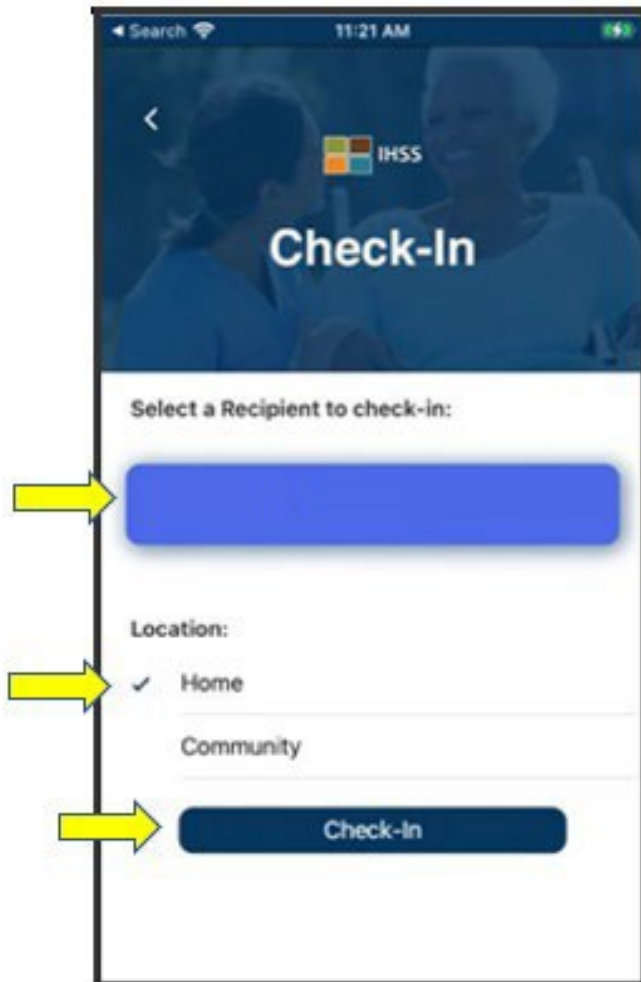 Search 11:21 AM
IHSS
Check-In
Select a Recipient to check-in:
Location:
Home
Community
Check-In